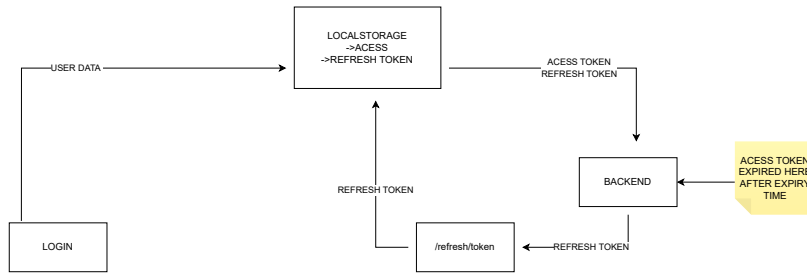 LOCALSTORAGE
->ACESS
->REFRESH TOKEN
USER DATA
ACESS TOKEN
REFRESH TOKEN
ACESS TOKEN
EXPIRED HERE
AFTER EXPIRY
TIME
BACKEND
REFRESH TOKEN
LOGIN
/refresh/token
REFRESH TOKEN